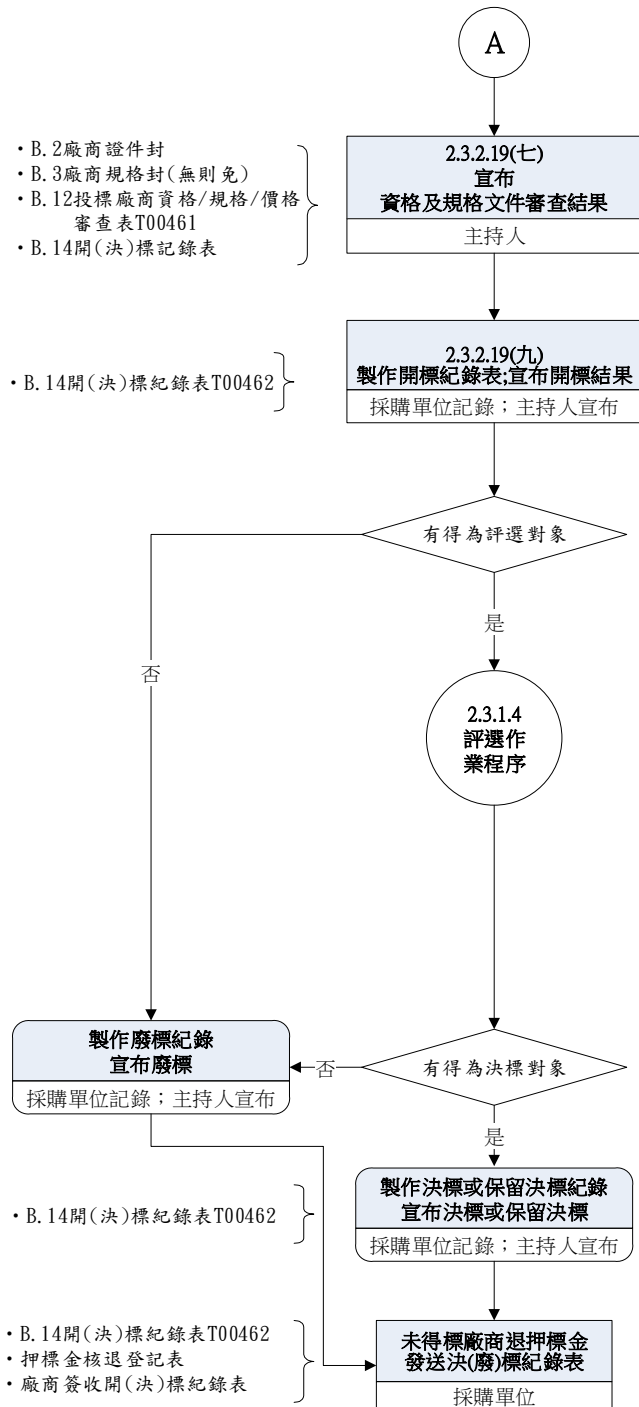 A
・B.2廠商證件封
・B.3廠商規格封(無則免)
・B.12投標廠商資格/規格/價格
審查表T00461
・B.14開(決)標記錄表
2.3.2.19(七)
宣布
資格及規格文件審查結果
主持人
・B.14開(決)標紀錄表T00462
2.3.2.19(九)
製作開標紀錄表;宣布開標結果
採購單位記錄；主持人宣布
有得為評選對象
是
否
2.3.1.4
評選作
業程序
製作廢標紀錄
宣布廢標
採購單位記錄；主持人宣布
否
有得為決標對象
是
・B.14開(決)標紀錄表T00462
製作決標或保留決標紀錄
宣布決標或保留決標
採購單位記錄；主持人宣布
・B.14開(決)標紀錄表T00462
・押標金核退登記表
・廠商簽收開(決)標紀錄表
未得標廠商退押標金
發送決(廢)標紀錄表
採購單位